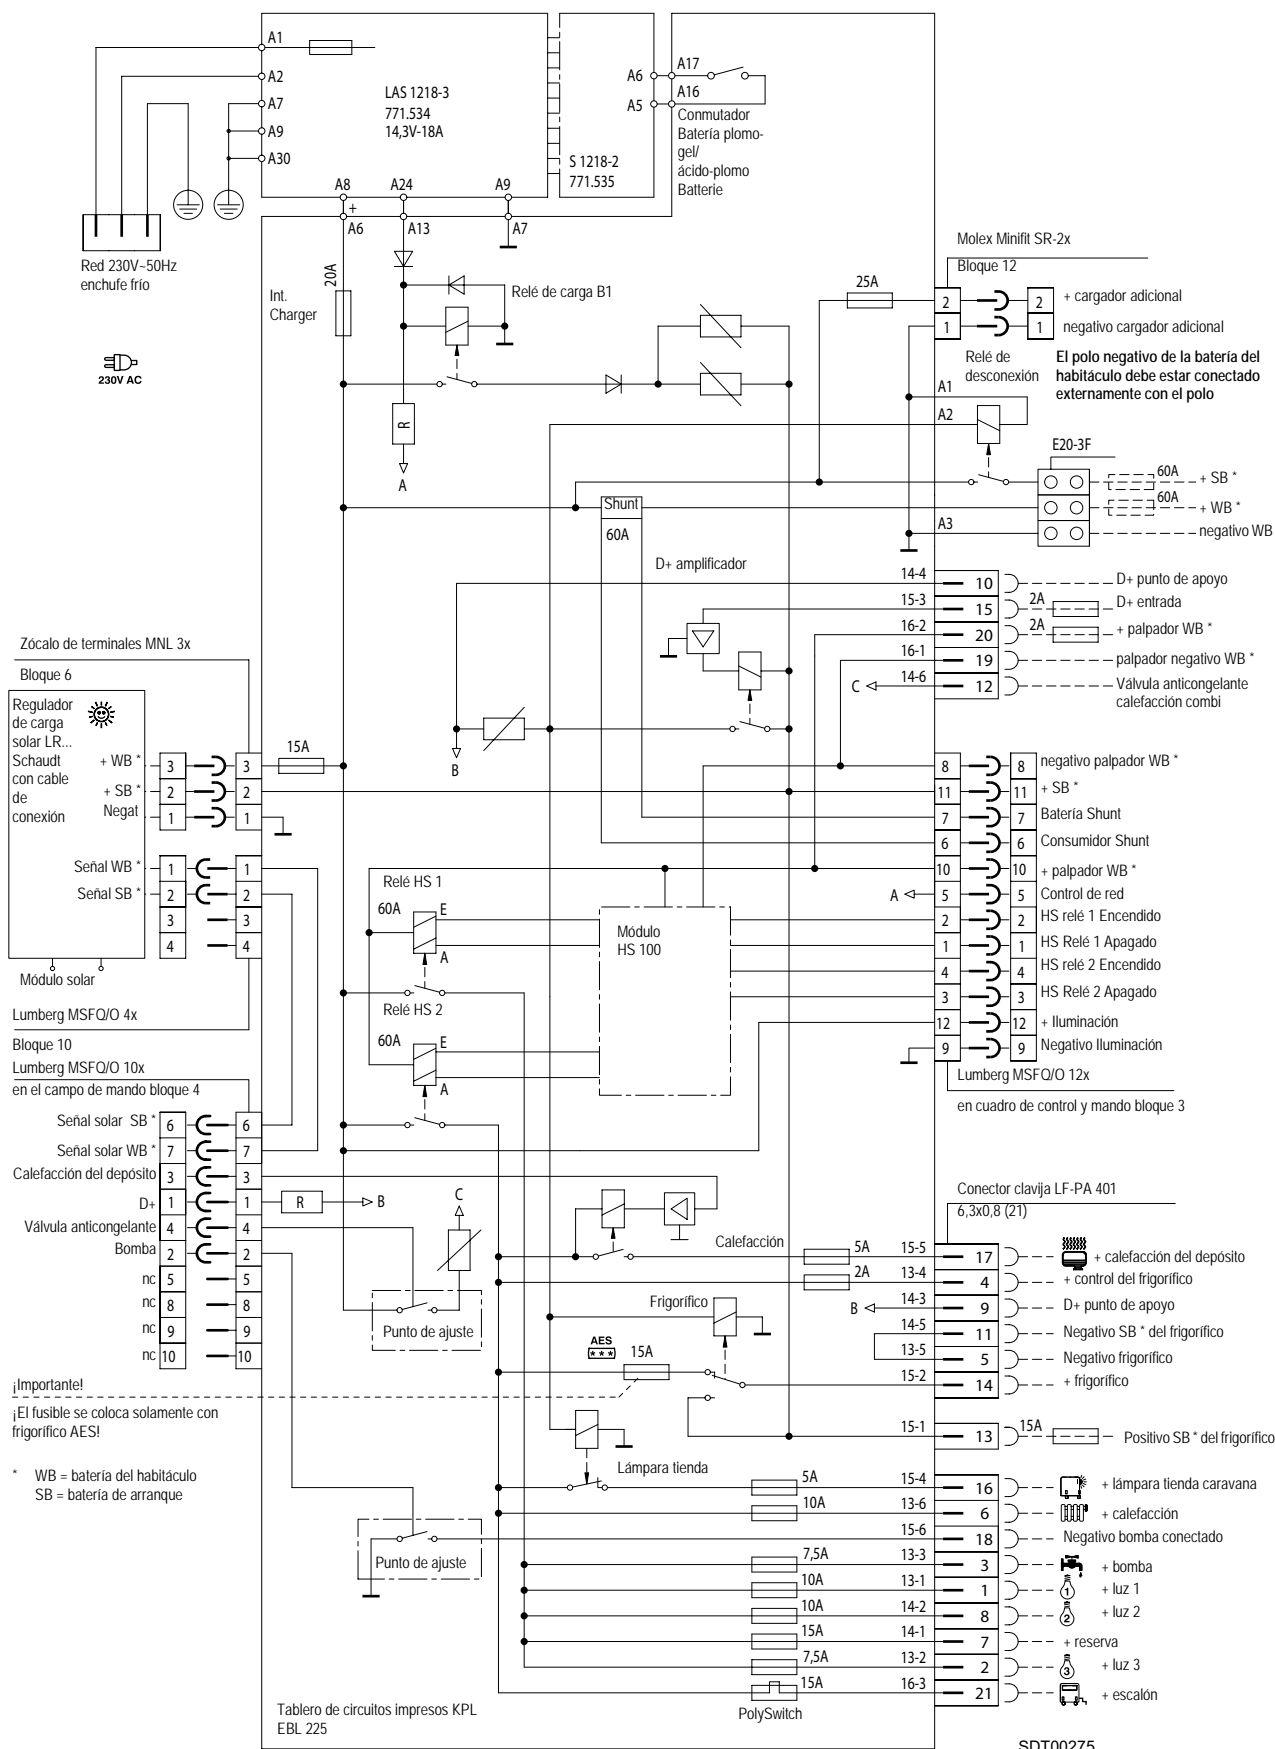 A1
A2
A7
A9
A30
LAS 1218-3
771.534
14,3V-18A
S 1218-2
771.535
A6
A5
A17
A16
Conmutador
Batería plomo-
gel/
ácido-plomo
Batterie
A8
A24
A9
+
A6
A13
A7
Red 230V~50Hz
enchufe frío
230V AC
20A
Int.
Charger
Relé de carga B1
R
A
Molex Minifit SR-2x
Bloque 12
25A
2
2
+ cargador adicional
1
1
negativo cargador adicional
Relé de
desconexión
El polo negativo de la batería del
habitáculo debe estar conectado
externamente con el polo
A1
A2
E20-3F
60A
+ SB *
60A
+ WB *
A3
negativo WB
Shunt
60A
D+ amplificador
14-4
10
D+ punto de apoyo
15-3
15
2A
D+ entrada
16-2
20
2A
+ palpador WB *
16-1
19
palpador negativo WB *
C
14-6
12
Válvula anticongelante
calefacción combi
B
Zócalo de terminales MNL 3x
Bloque 6
Regulador
de carga
solar LR...
Schaudt
con cable
de
conexión
+ WB *
3
3
15A
+ SB *
2
2
Negat
1
1
Señal WB *
1
1
Señal SB *
2
2
3
3
4
4
Módulo solar
Lumberg MSFQ/O 4x
Bloque 10
8
8
negativo palpador WB *
11
11
+ SB *
7
7
Batería Shunt
6
6
Consumidor Shunt
10
10
+ palpador WB *
A
5
5
Control de red
2
2
HS relé 1 Encendido
1
1
HS Relé 1 Apagado
4
4
HS relé 2 Encendido
3
3
HS Relé 2 Apagado
12
12
+ Iluminación
9
9
Negativo Iluminación
Lumberg MSFQ/O 12x
en cuadro de control y mando bloque 3
Relé HS 1
60A
E
A
Relé HS 2
60A
E
A
Módulo
HS 100
Lumberg MSFQ/O 10x
en el campo de mando bloque 4
Señal solar SB *
6
6
Señal solar WB *
7
7
Calefacción del depósito
3
3
D+
1
1
R
B
Válvula anticongelante
4
4
Bomba
2
2
nc
5
5
nc
8
8
nc
9
9
nc
10
10
C
Punto de ajuste
Conector clavija LF-PA 401
6,3x0,8 (21)
Calefacción
5A
15-5
17
+ calefacción del depósito
2A
13-4
4
+ control del frigorífico
B
14-3
9
D+ punto de apoyo
14-5
11
Negativo SB * del frigorífico
13-5
5
Negativo frigorífico
15-2
14
+ frigorífico
Frigorífico
AES
***
15A
15-1
13
15A
Positivo SB * del frigorífico
¡Importante!
¡El fusible se coloca solamente con
frigorífico AES!
* WB = batería del habitáculo
SB = batería de arranque
Lámpara tienda
5A
15-4
16
+ lámpara tienda caravana
10A
13-6
6
+ calefacción
15-6
18
Negativo bomba conectado
Punto de ajuste
7,5A
13-3
3
+ bomba
10A
13-1
1
1
+ luz 1
10A
14-2
8
2
+ luz 2
15A
14-1
7
+ reserva
7,5A
13-2
2
3
+ luz 3
15A
16-3
21
+ escalón
PolySwitch
Tablero de circuitos impresos KPL
EBL 225
SDT00275